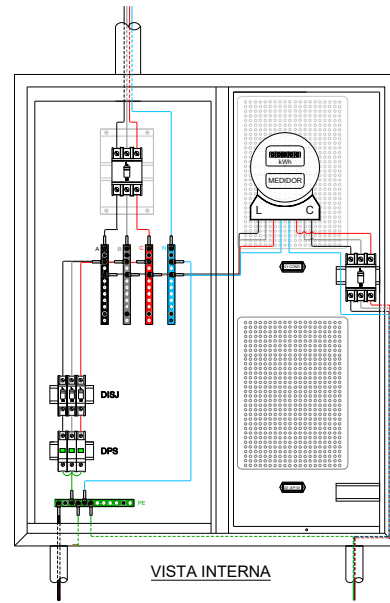 kWh
MEDIDOR
L C
A B C N
DISJ
DPS
PE
VISTA INTERNA